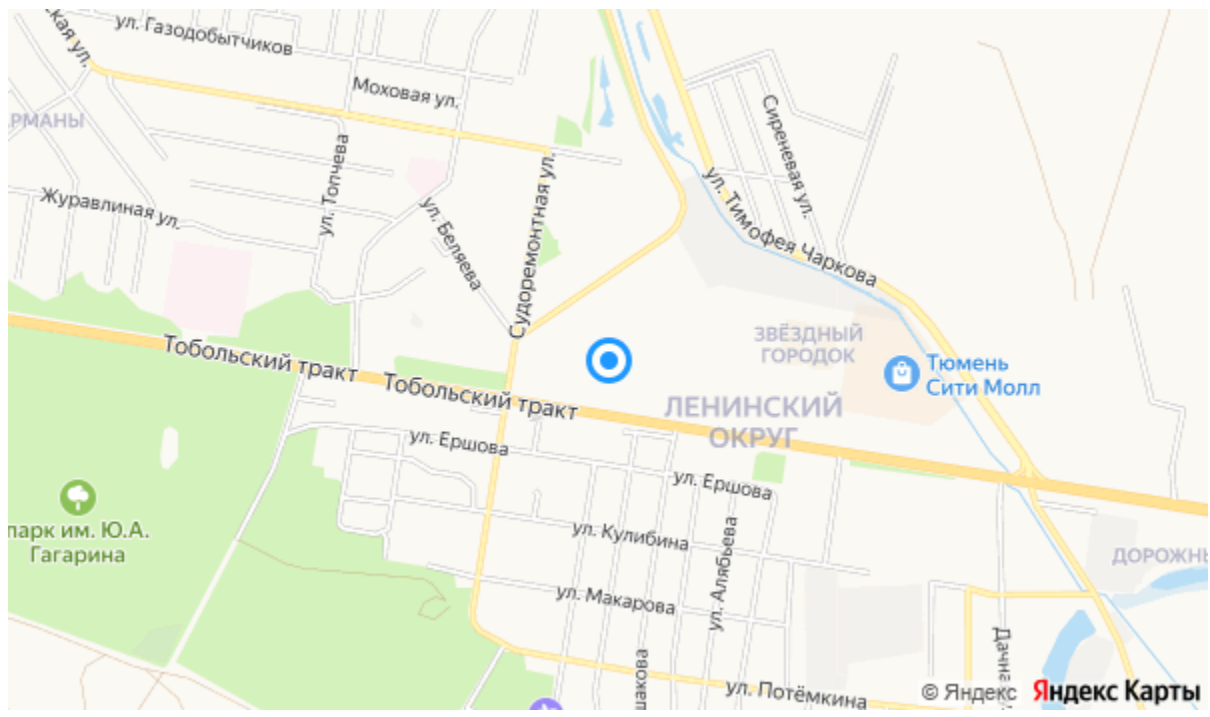 ул. Газодобытчиков
Моховая ул.
Сиреневая ул.
ул. Топчева
Судоремонтная ул.
ул. Тимофея Чаркова
Журавлиная ул.
ул. Беляева
ЗВЁЗДНЫЙ
ГОРОДОК
Тобольский тракт
Тобольский тракт
Тюмень
Сити Молл
ЛЕНИНСКИЙ
ОКРУГ
ул. Ершова
ул. Ершова
парк им. Ю.А.
Гагарина
ул. Кулибина
ул. Алябьева
ул. Макарова
ул. Потёмкина
© Яндекс Яндекс Карты